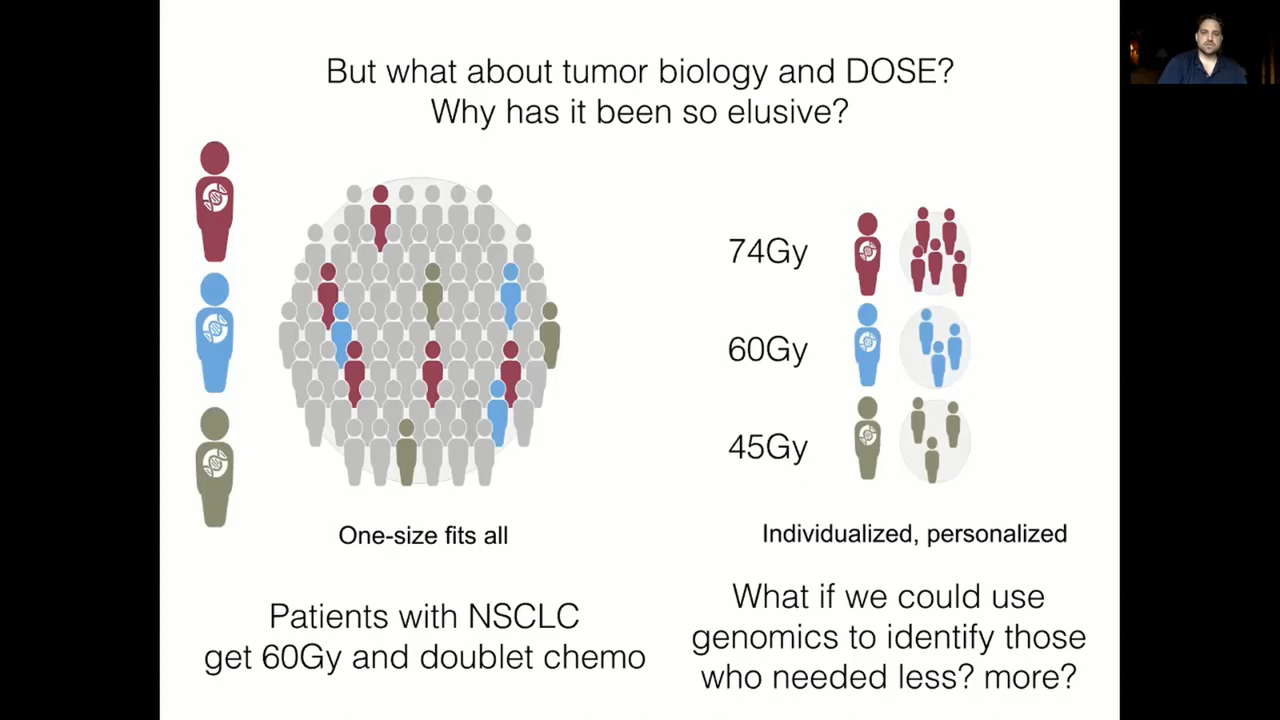 But what about tumor biology and DOSE?
Why has it been so elusive?
74Gy
60Gy
45Gy
One-size fits all
Individualized, personalized
Patients with NSCLC
get 60Gy and doublet chemo
What if we could use
genomics to identify those
who needed less? more?